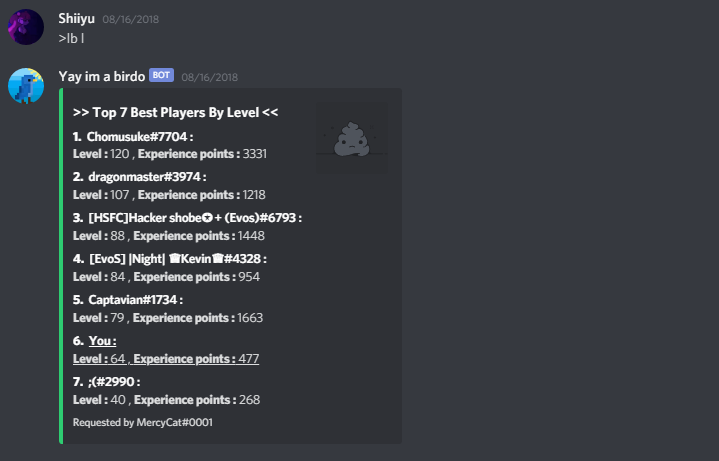 Shiiyu 08/16/2018
>lb l
Yay im a birdo BOT 08/16/2018
>> Top 7 Best Players By Level <<
1. Chomusuke#7704 :
Level : 120 , Experience points : 3331
2. dragonmaster#3974 :
Level : 107 , Experience points : 1218
3. [HSFC]Hacker shobe✪ + (Evos)#6793 :
Level : 88 , Experience points : 1448
4. [EvoS] |Night| ♛Kevin♛#4328 :
Level : 84 , Experience points : 954
5. Captavian#1734 :
Level : 79 , Experience points : 1663
6. You :
Level : 64 , Experience points : 477
7. ;(#2990 :
Level : 40 , Experience points : 268
Requested by MercyCat#0001